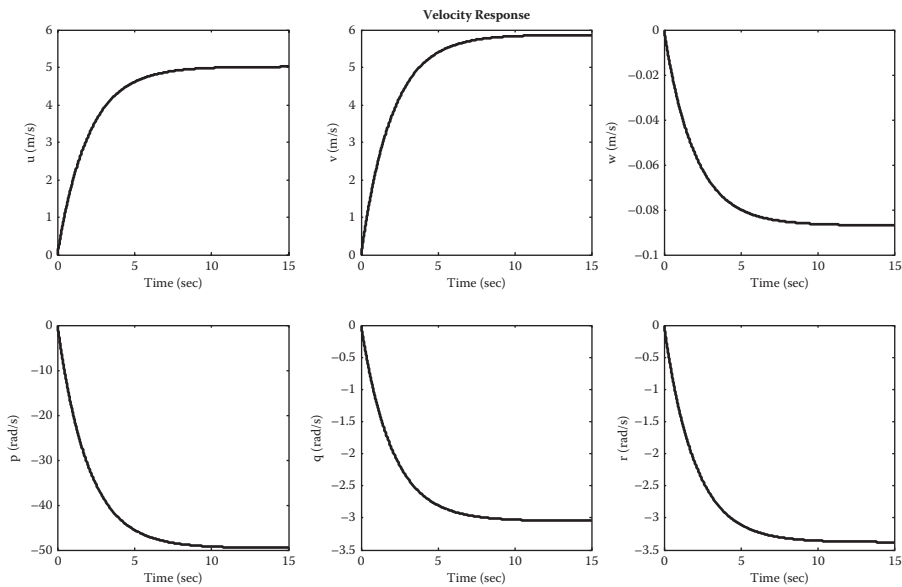 Velocity Response
6
5
4
3
2
1
0
u (m/s)
0 5 10 15
Time (sec)
6
5
4
3
2
1
0
v (m/s)
0 5 10 15
Time (sec)
0
−0.02
−0.04
−0.06
−0.08
−0.1
w (m/s)
0 5 10 15
Time (sec)
0
−10
−20
−30
−40
−50
p (rad/s)
0 5 10 15
Time (sec)
0
−0.5
−1
−1.5
−2
−2.5
−3
−3.5
q (rad/s)
0 5 10 15
Time (sec)
0
−0.5
−1
−1.5
−2
−2.5
−3
−3.5
r (rad/s)
0 5 10 15
Time (sec)